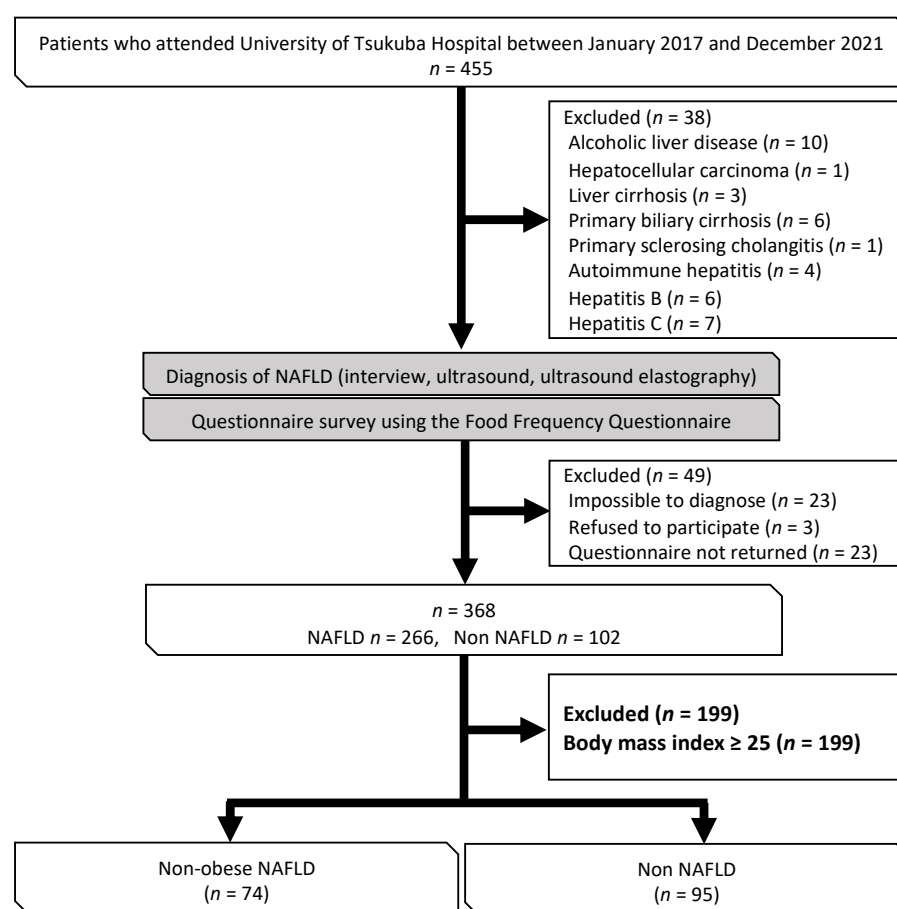 Patients who attended University of Tsukuba Hospital between January 2017 and December 2021
n = 455
Excluded (n = 38)
Alcoholic liver disease (n = 10)
Hepatocellular carcinoma (n = 1)
Liver cirrhosis (n = 3)
Primary biliary cirrhosis (n = 6)
Primary sclerosing cholangitis (n = 1)
Autoimmune hepatitis (n = 4)
Hepatitis B (n = 6)
Hepatitis C (n = 7)
Diagnosis of NAFLD (interview, ultrasound, ultrasound elastography)
Questionnaire survey using the Food Frequency Questionnaire
Excluded (n = 49)
Impossible to diagnose (n = 23)
Refused to participate (n = 3)
Questionnaire not returned (n = 23)
n = 368
NAFLD n = 266, Non NAFLD n = 102
Excluded (n = 199)
Body mass index ≥ 25 (n = 199)
Non-obese NAFLD
(n = 74)
Non NAFLD
(n = 95)